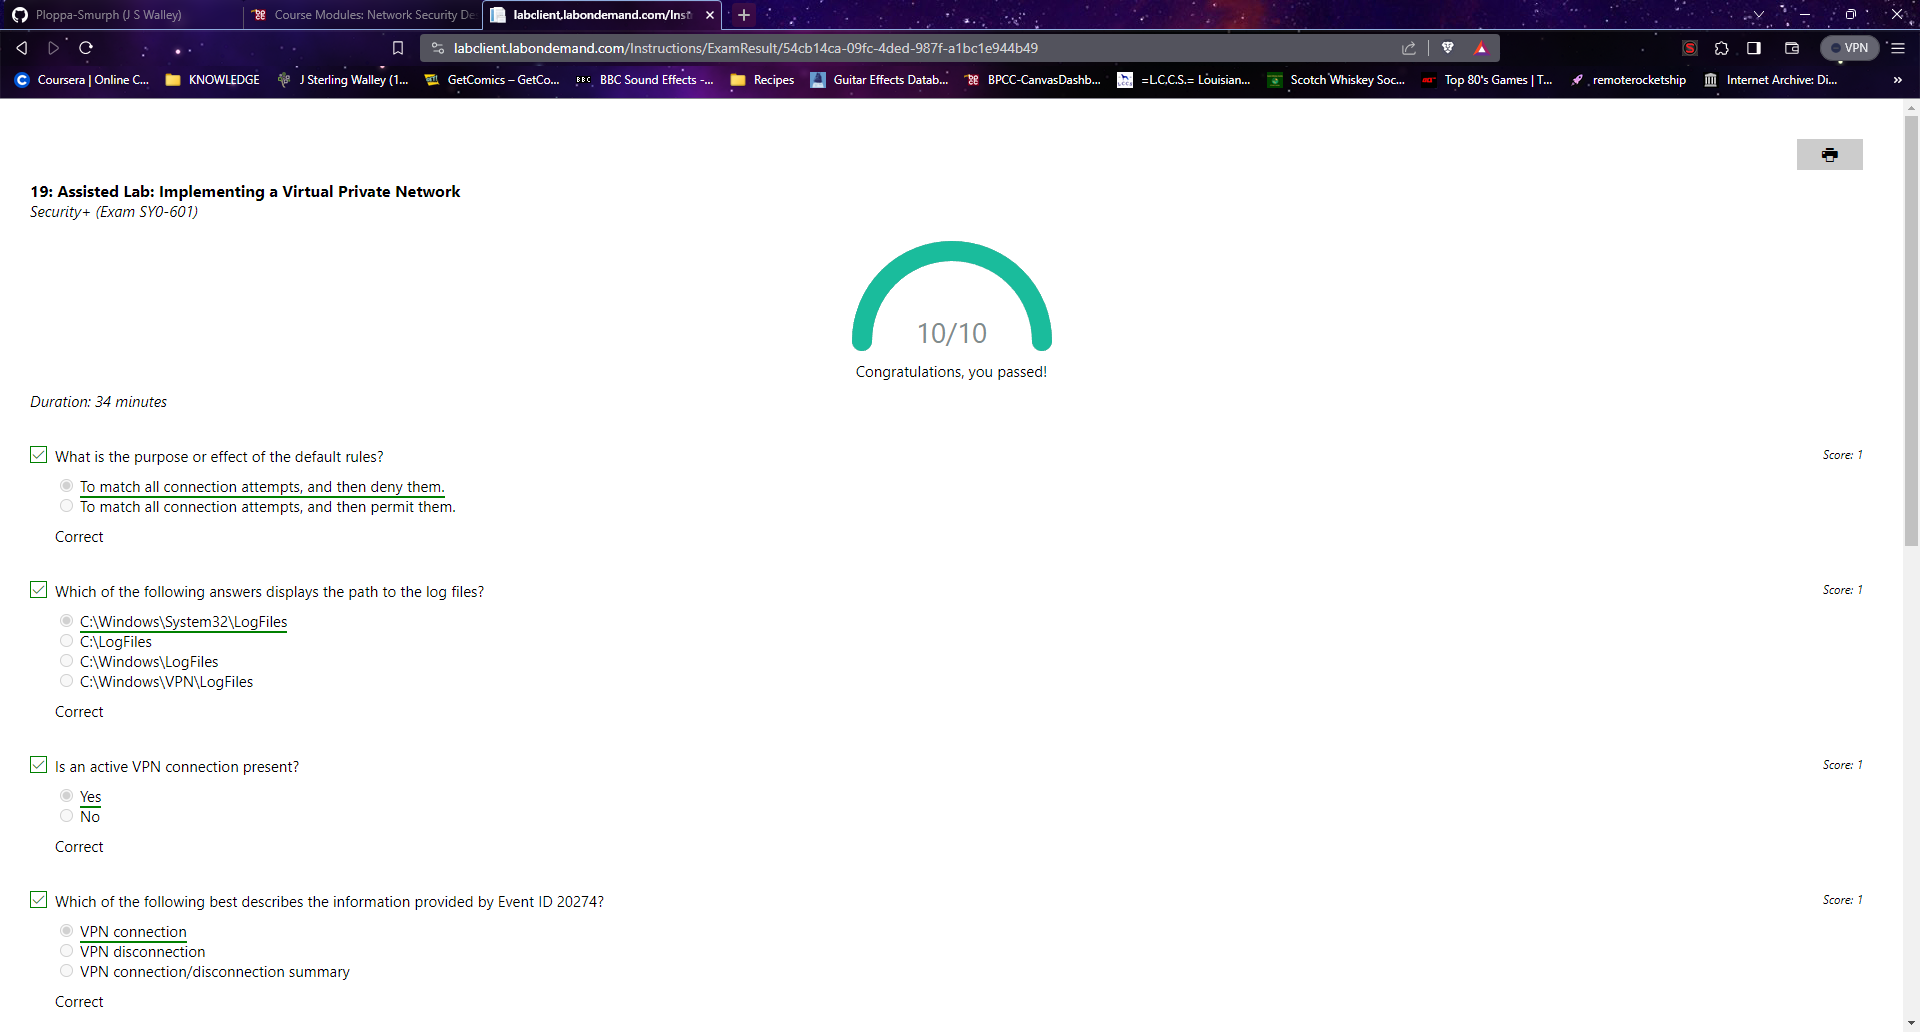 Ploppa-Smurph (J S Walley)
Course Modules: Network Security De
labclient.labondemand.com/Inst
labclient.labondemand.com/Instructions/ExamResult/54cb14ca-09fc-4ded-987f-a1bc1e944b49
VPN
Coursera | Online C...
KNOWLEDGE
J Sterling Walley (1...
GetComics – GetCo...
BBC
BBC Sound Effects -...
Recipes
Guitar Effects Datab...
BPCC-CanvasDashb...
=L.C,C.S.= Louisian...
Scotch Whiskey Soc...
Top 80's Games | T...
remoterocketship
Internet Archive: Di...
19: Assisted Lab: Implementing a Virtual Private Network
Security+ (Exam SY0-601)
10/10
Congratulations, you passed!
Duration: 34 minutes
What is the purpose or effect of the default rules?
Score: 1
To match all connection attempts, and then deny them.
To match all connection attempts, and then permit them.
Correct
Which of the following answers displays the path to the log files?
Score: 1
C:\Windows\System32\LogFiles
C:\LogFiles
C:\Windows\LogFiles
C:\Windows\VPN\LogFiles
Correct
Is an active VPN connection present?
Score: 1
Yes
No
Correct
Which of the following best describes the information provided by Event ID 20274?
Score: 1
VPN connection
VPN disconnection
VPN connection/disconnection summary
Correct